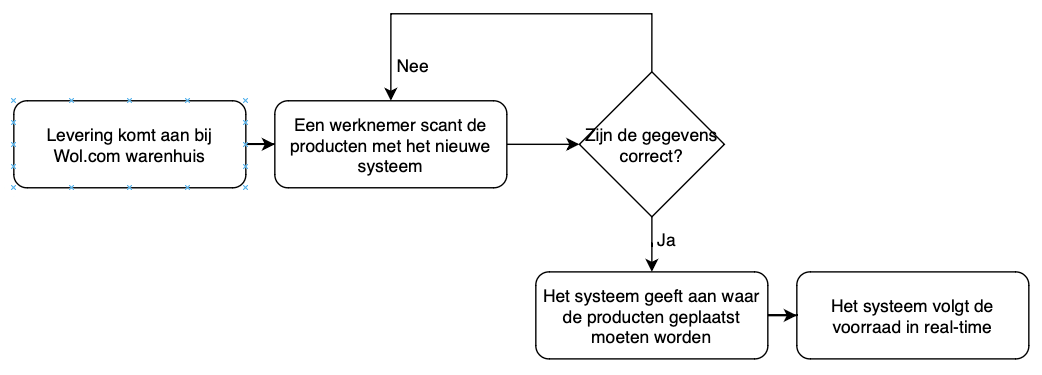 Nee
Levering komt aan bij
Wol.com warenhuis
Een werknemer scant de
producten met het nieuwe
systeem
Zijn de gegevens
correct?
Ja
Het systeem geeft aan waar
de producten geplaatst
moeten worden
Het systeem volgt de
voorraad in real-time